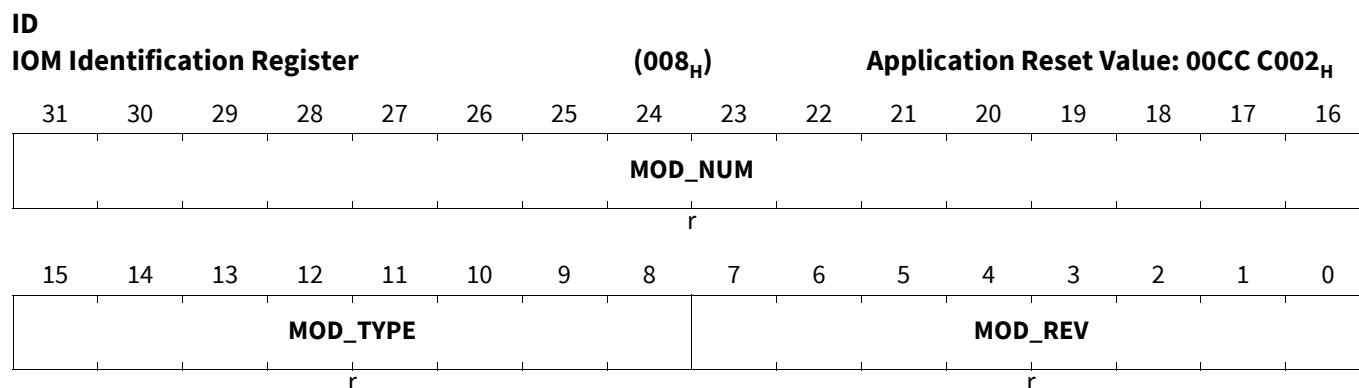 ID
IOM Identification Register (008H) Application Reset Value: 00CC C002H
31 30 29 28 27 26 25 24 23 22 21 20 19 18 17 16
MOD_NUM
r
15 14 13 12 11 10 9 8 7 6 5 4 3 2 1 0
MOD_TYPE MOD_REV
r r